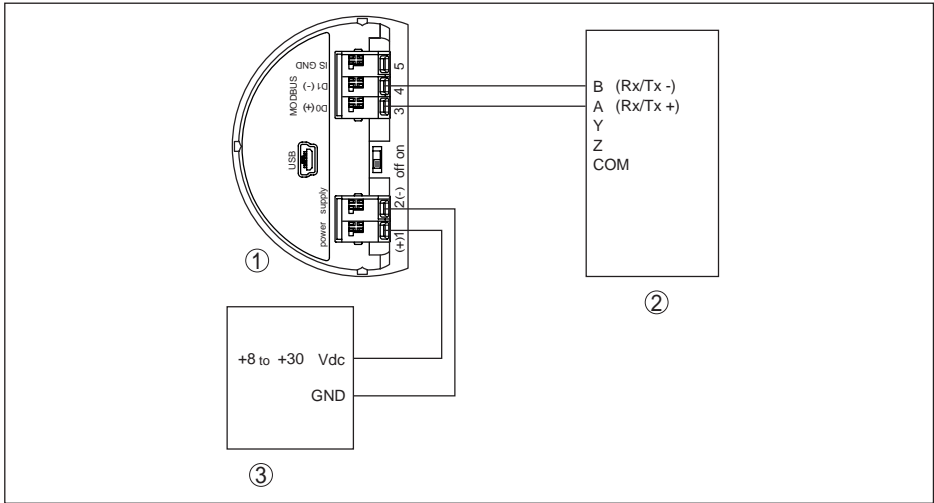 IS GND
MODBUS
D1 (-)
D0 (+)
USB
power supply
5
4
3
off on
2(-)
(+)1
①
B (Rx/Tx -)
A (Rx/Tx +)
Y
Z
COM
②
+8 to +30 Vdc
GND
③